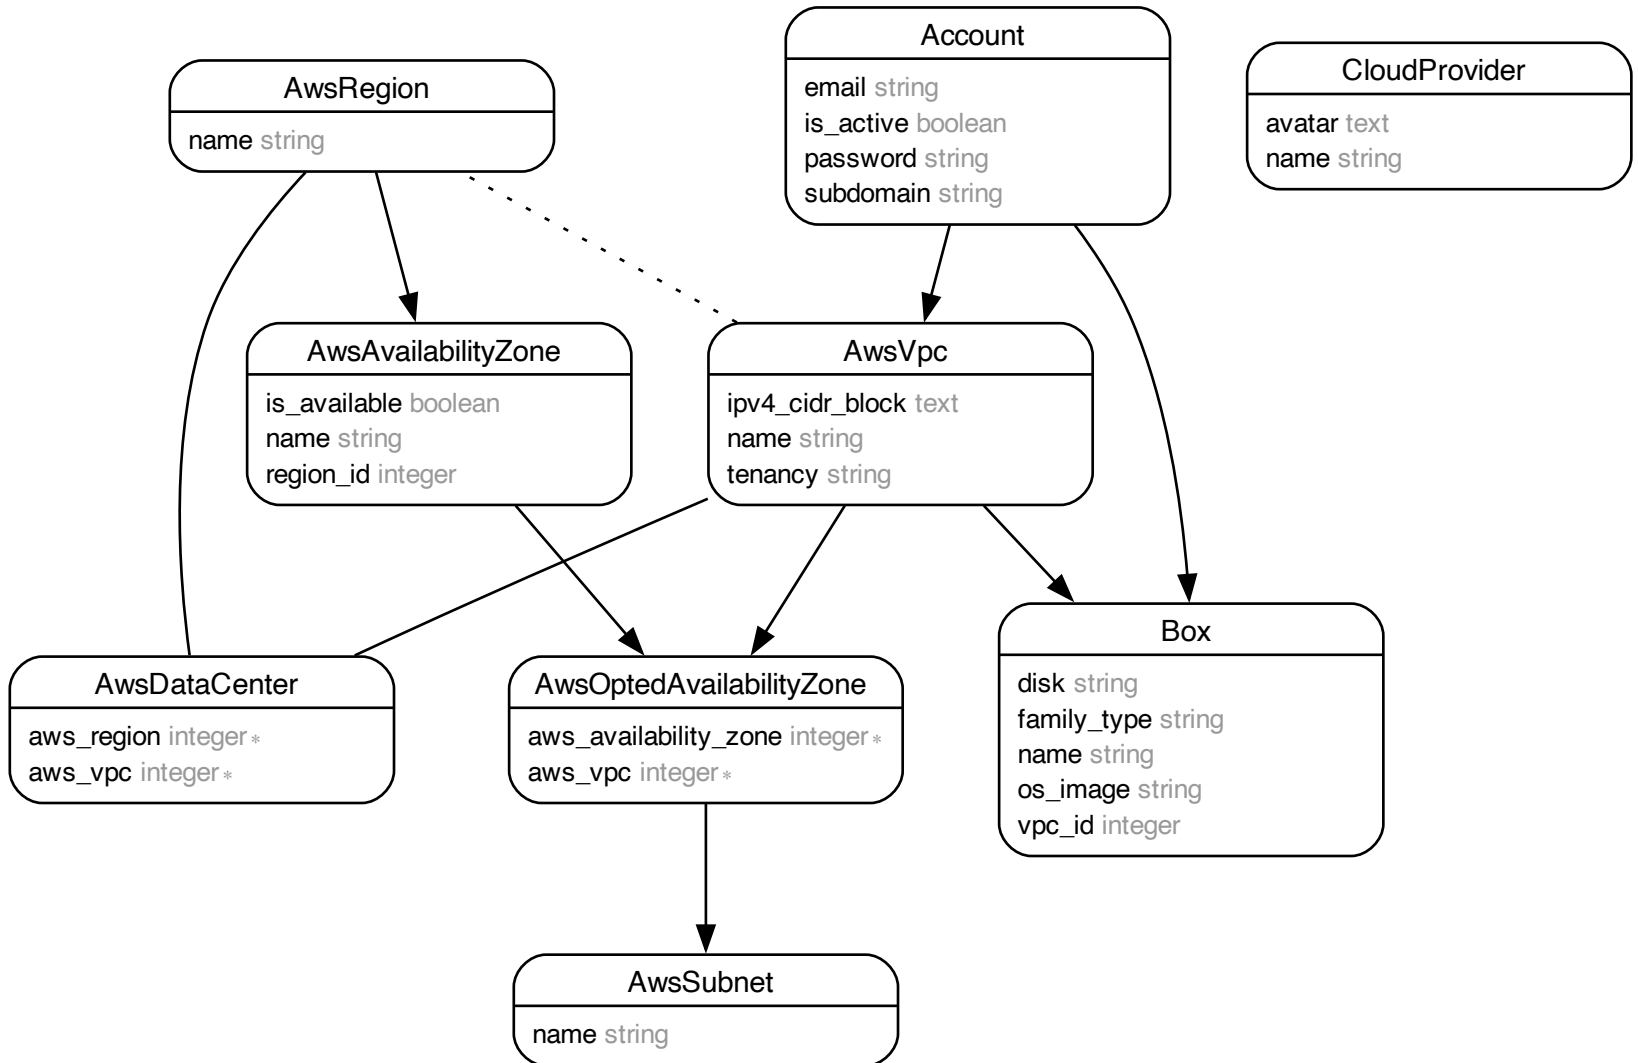 Account
email string
is_active boolean
password string
subdomain string
CloudProvider
avatar text
name string
AwsRegion
name string
AwsAvailabilityZone
is_available boolean
name string
region_id integer
AwsVpc
ipv4_cidr_block text
name string
tenancy string
Box
disk string
family_type string
name string
os_image string
vpc_id integer
AwsDataCenter
aws_region integer *
aws_vpc integer *
AwsOptedAvailabilityZone
aws_availability_zone integer *
aws_vpc integer *
AwsSubnet
name string